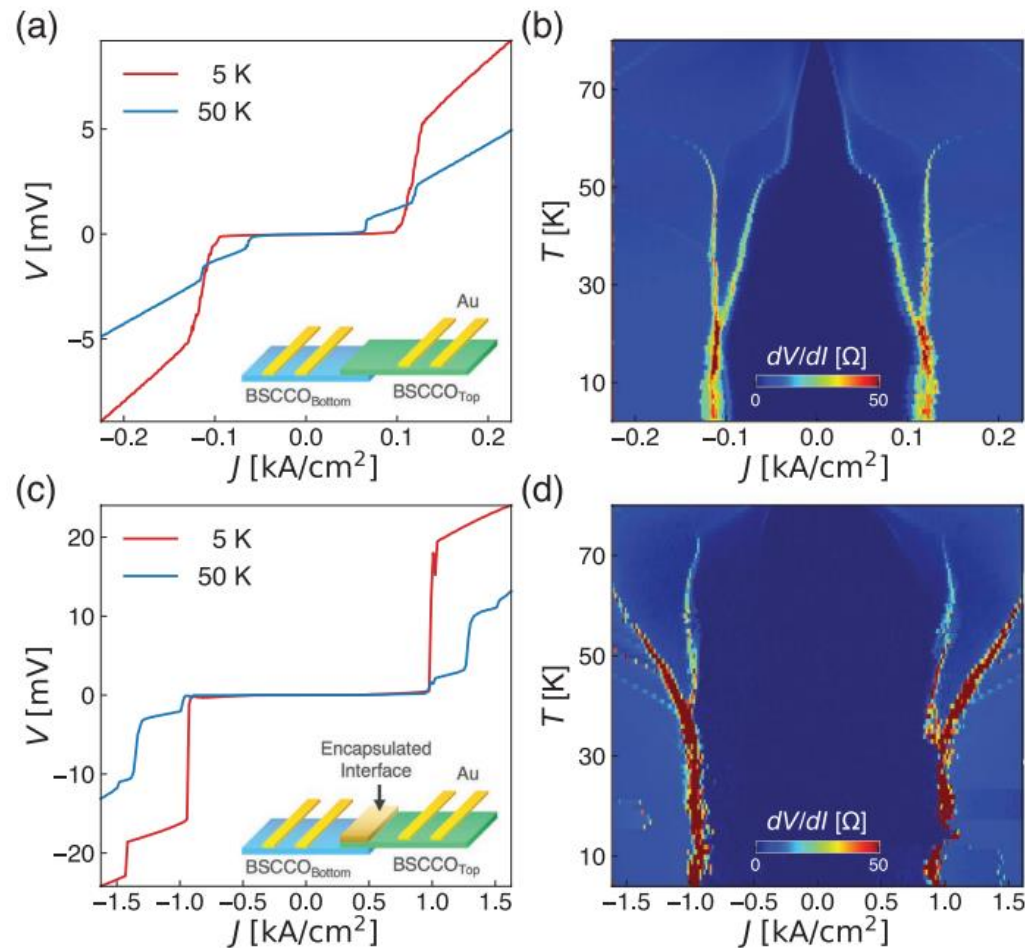 (a)
5 K
50 K
V [mV]
5
0
−5
Au
BSCCOBottom
BSCCOTop
−0.2 −0.1 0.0 0.1 0.2
J [kA/cm²]
(b)
T [K]
70
50
30
10
dV/dI [Ω]
0 50
−0.2 −0.1 0.0 0.1 0.2
J [kA/cm²]
(c)
5 K
50 K
V [mV]
20
10
0
−10
−20
Encapsulated
Interface
Au
BSCCOBottom
BSCCOTop
−1.5 −1.0 −0.5 0.0 0.5 1.0 1.5
J [kA/cm²]
(d)
T [K]
70
50
30
10
dV/dI [Ω]
0 50
−1.5 −1.0 −0.5 0.0 0.5 1.0 1.5
J [kA/cm²]